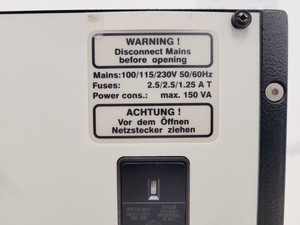 WARNING !
Disconnect Mains
before opening
Mains:100/115/230V 50/60Hz
Fuses: 2.5/2.5/1.25 A T
Power cons.: max. 150 VA
ACHTUNG !
Vor dem Öffnen
Netzstecker ziehen